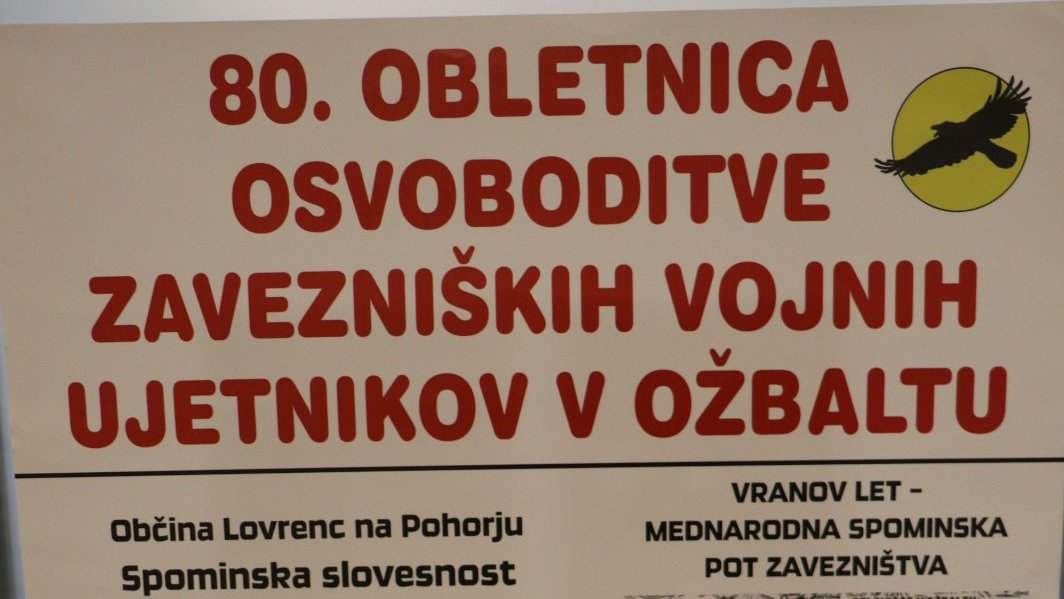 80. OBLETNICA
OSVOBODITVE
ZAVEZNIŠKIH VOJNIH
UJETNIKOV V OŽBALTU
Občina Lovrenc na Pohorju
Spominska slovesnost
VRANOV LET -
MEDNARODNA SPOMINSKA
POT ZAVEZNIŠTVA